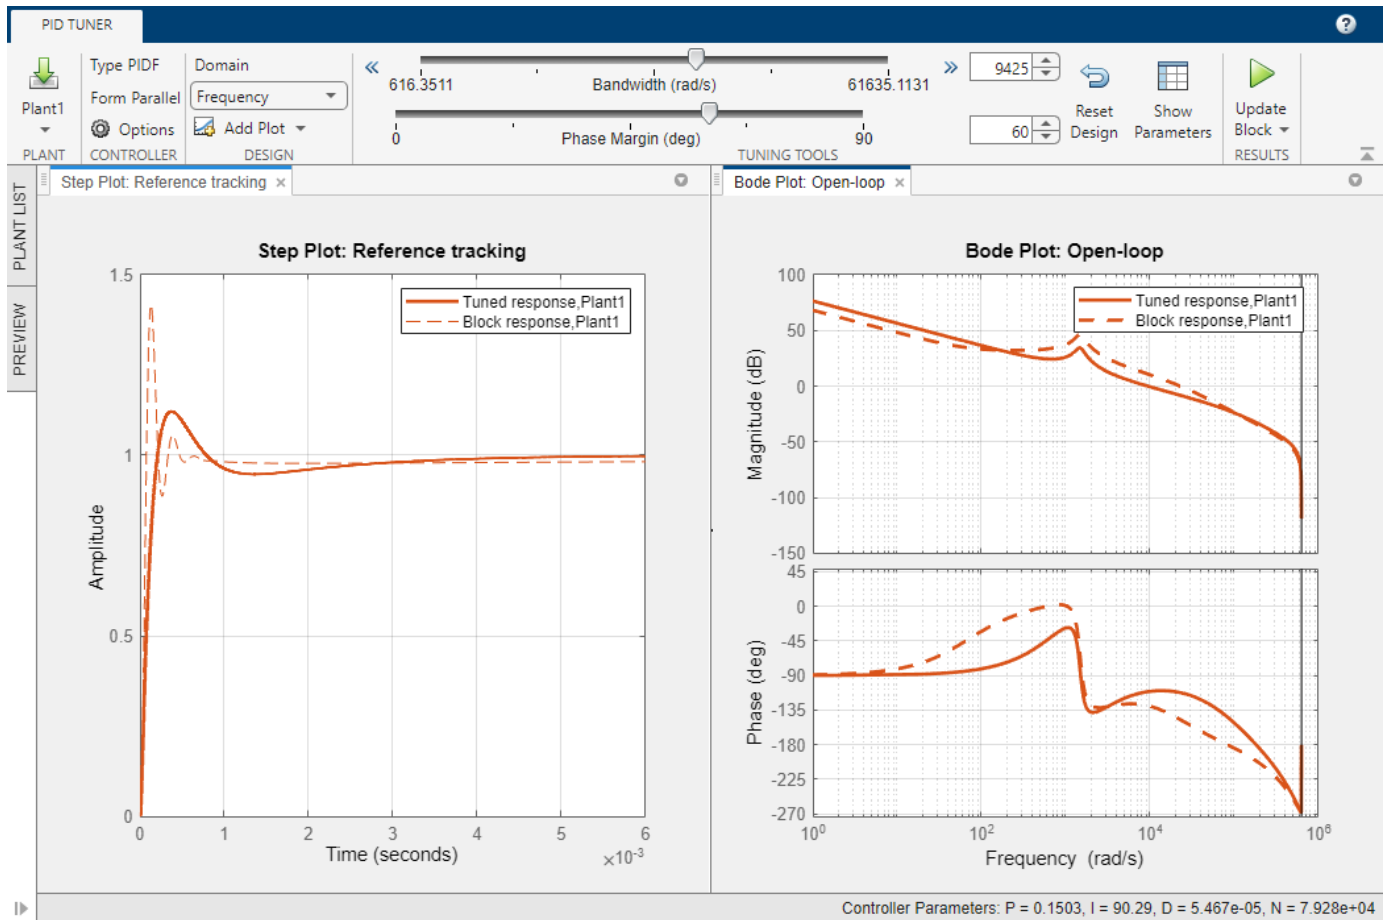 PID TUNER
?
Plant1
PLANT
Type PIDF
Form Parallel
Options
CONTROLLER
Domain
Frequency
Add Plot
DESIGN
616.3511
Bandwidth (rad/s)
61635.1131
9425
0
Phase Margin (deg)
90
60
Reset
Design
Show
Parameters
TUNING TOOLS
Update
Block
RESULTS
PLANT LIST
PREVIEW
Step Plot: Reference tracking ×
Step Plot: Reference tracking
Tuned response,Plant1
Block response,Plant1
Amplitude
1.5
1
0.5
0
0 1 2 3 4 5 6
Time (seconds)
×10-3
Bode Plot: Open-loop ×
Bode Plot: Open-loop
Tuned response,Plant1
Block response,Plant1
Magnitude (dB)
100
50
0
-50
-100
-150
Phase (deg)
45
0
-45
-90
-135
-180
-225
-270
10^0 10^2 10^4 10^6
Frequency (rad/s)
Controller Parameters: P = 0.1503, I = 90.29, D = 5.467e-05, N = 7.928e+04